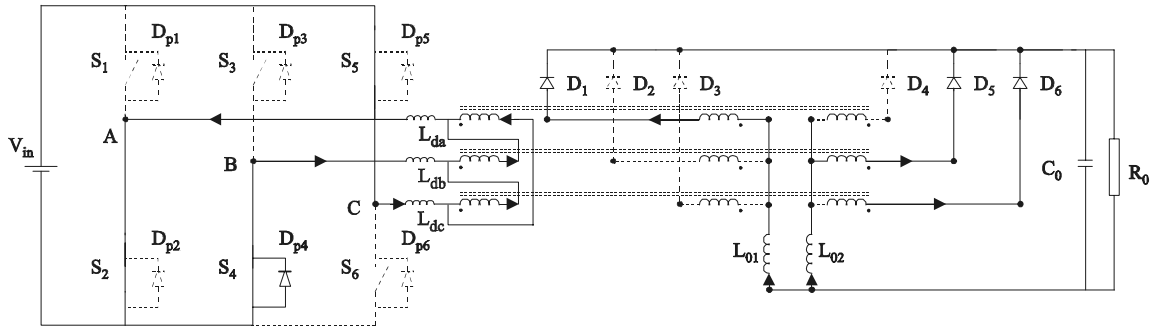 D_p1 D_p3 D_p5
S_1 S_3 S_5
D_1 D_2 D_3 D_4 D_5 D_6
A
L_da
V_in
B
L_db
C_0 R_0
C
L_dc
D_p2 D_p4 D_p6
L_01 L_02
S_2 S_4 S_6